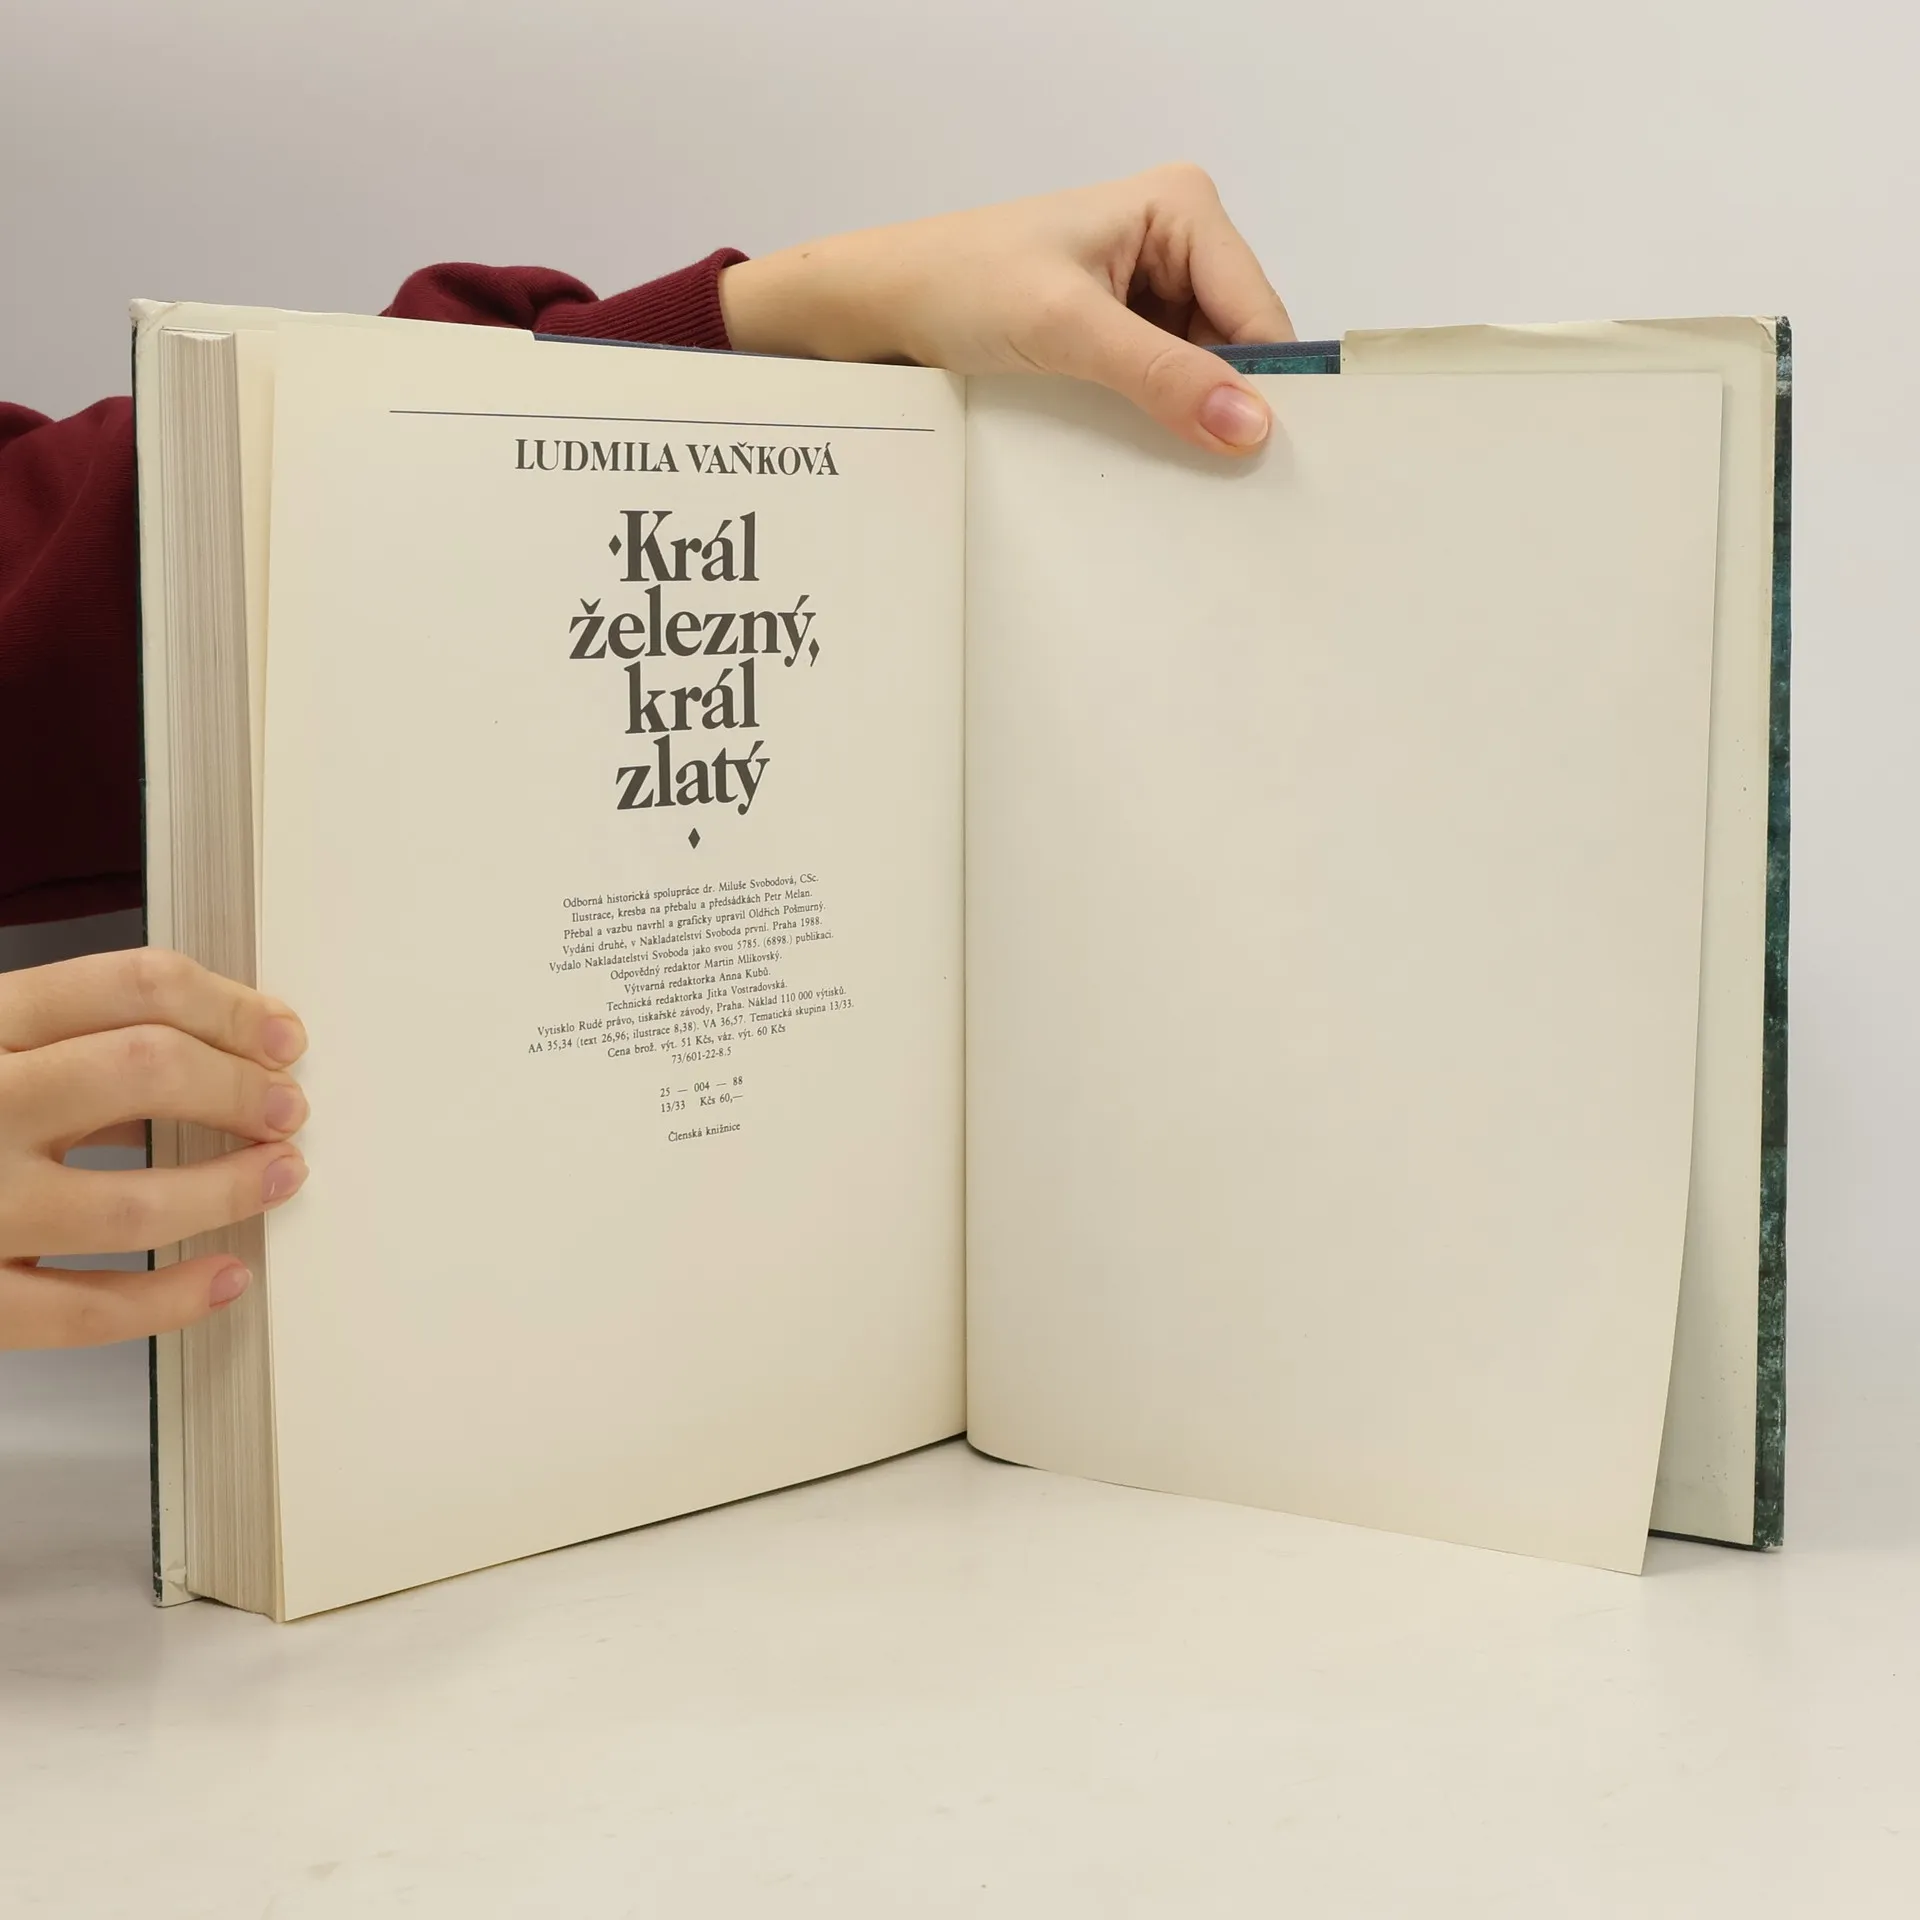 LUDMILA VAŇKOVÁ
Král
železný,
král
zlatý
Odborná historická spolupráce dr. Miluše Svobodová, CSc.
Ilustrace, kresba na přebalu a předsádkách Petr Melan.
Přebal a vazbu navrhl a graficky upravil Oldřich Pošmurný.
Vydání druhé, v Nakladatelství Svoboda první. Praha 1988.
Vydalo Nakladatelství Svoboda jako svou 5785. (6898.) publikaci.
Odpovědný redaktor Martin Mlíkovský.
Výtvarná redaktorka Anna Kubů.
Technická redaktorka Jitka Vostradovská.
Vytisklo Rudé právo, tiskařské závody, Praha. Náklad 110 000 výtisků.
AA 35,34 (text 26,96; ilustrace 8,38). VA 36,57. Tematická skupina 13/33.
Cena brož. výt. 51 Kčs, váz. výt. 60 Kčs
73/601-22-8.5
25 — 004 — 88
13/33 Kčs 60,—
Členská knižnice